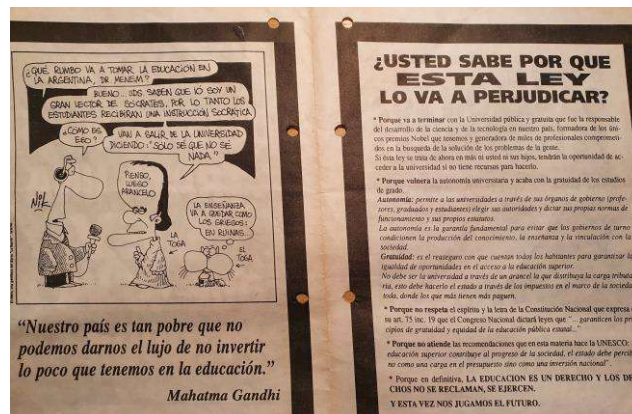 ¿QUÉ RUMBO VA A TOMAR LA EDUCACIÓN EN
LA ARGENTINA, DR MENEM?
BUENO... UDS. SABEN QUE IÓ SOY UN
GRAN LECTOR DE SÓCRATES, POR LO TANTO LOS
ESTUDIANTES RECIBIRAN UNA INSTRUCCIÓN SOCRÁTICA
¿CÓMO ES
ESO?
VAN A SALIR DE LA UNIVERSIDAD
DICIENDO: "SÓLO SÉ QUE NO SÉ
NADA"
PIENSO,
LUEGO
ARANCELO
LA ENSEÑANZA
VA A QUEDAR COMO
LOS GRIEGOS:
EN RUINAS
NIK
LA
TOGA
EL
TOGA
“Nuestro país es tan pobre que no
podemos darnos el lujo de no invertir
lo poco que tenemos en la educación.”
Mahatma Gandhi
¿USTED SABE POR QUE
ESTA LEY
LO VA A PERJUDICAR?
* Porque va a terminar con la Universidad pública y gratuita que fue la responsable
del desarrollo de la ciencia y de la tecnología en nuestro país, formadora de los úni-
cos premios Nobel que tenemos y generadora de miles de profesionales comprometi-
dos en la busqueda de la solución de los problemas de la gente.
Si ésta ley se trata de ahora en más ni usted ni sus hijos, tendrán la oportunidad de ac-
ceder a la universidad si no tiene recursos para hacerlo.
* Porque vulnera la autonomía universitaria y acaba con la gratuidad de los estudios
de grado.
Autonomía: permite a las universidades a través de sus órganos de gobierno (profe-
sores, graduados y estudiantes) elegir sus autoridades y dictar sus propias normas de
funcionamiento y sus propios estatutos.
La autonomía es la garantía fundamental para evitar que los gobiernos de turno
condicionen la producción del conocimiento, la enseñanza y la vinculación con la
sociedad.
Gratuidad: es el reaseguro con que cuentan todos los habitantes para garantizar la
igualdad de oportunidades en el acceso a la educación superior.
No debe ser la universidad a través de un arancel la que distribuya la carga tributa-
ria, esto debe hacerlo el estado a través de los impuestos en el marco de la socieda
toda, donde los que más tienen más paguen.
* Porque no respeta el espíritu y la letra de la Constitución Nacional que expresa
su art. 75 inc. 19 que el Congreso Nacional dictará leyes que "... garanticen los prin
cipios de gratuidad y equidad de la educación pública estatal..."
* Porque no atiende las recomendaciones que en esta materia hace la UNESCO:
educación superior contribuye al progreso de la sociedad, el estado debe percib
no como una carga en el presupuesto sino como una inversión nacional".
* Porque en definitiva, LA EDUCACION ES UN DERECHO Y LOS DE
CHOS NO SE RECLAMAN, SE EJERCEN.
Y ESTA VEZ NOS JUGAMOS EL FUTURO.